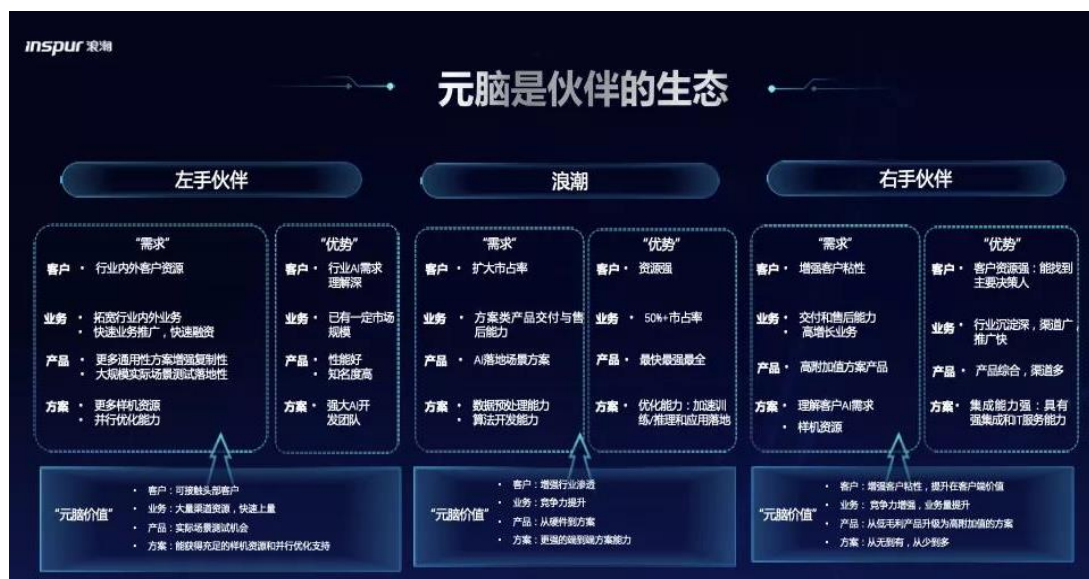 inspur 浪潮
元脑是伙伴的生态
左手伙伴
“需求”
客户 • 行业内外客户资源
业务 • 拓宽行业内外业务
• 快速业务推广，快速融资
产品 • 更多通用性方案增强复制性
• 大规模实际场景测试落地性
方案 • 更多样机资源
• 并行优化能力
“优势”
客户 • 行业AI需求
理解深
业务 • 已有一定市场
规模
产品 • 性能好
• 知名度高
方案 • 强大AI开
发团队
“元脑价值”
• 客户：可接触头部客户
• 业务：大量渠道资源，快速上量
• 产品：实际场景测试机会
• 方案：能获得充足的样机资源和并行优化支持
浪潮
“需求”
客户 • 扩大市占率
业务 • 方案类产品交付与售
后能力
产品 • AI落地场景方案
方案 • 数据预处理能力
• 算法开发能力
“优势”
客户 • 资源强
业务 • 50%+市占率
产品 • 最快最强最全
方案 • 优化能力：加速训
练/推理和应用落地
“元脑价值”
• 客户：增强行业渗透
• 业务：竞争力提升
• 产品：从硬件到方案
• 方案：更强的端到端方案能力
右手伙伴
“需求”
客户 • 增强客户粘性
业务 • 交付和售后能力
• 高增长业务
产品 • 高附加值方案产品
方案 • 理解客户AI需求
• 样机资源
“优势”
客户 • 客户资源强：能找到
主要决策人
业务 • 行业沉淀深，渠道广，
推广快
产品 • 产品综合，渠道多
方案 • 集成能力强：具有
强集成和IT服务能力
“元脑价值”
• 客户：增强客户粘性，提升在客户端价值
• 业务：竞争力增强，业务量提升
• 产品：从低毛利产品升级为高附加值的方案
• 方案：从无到有，从少到多